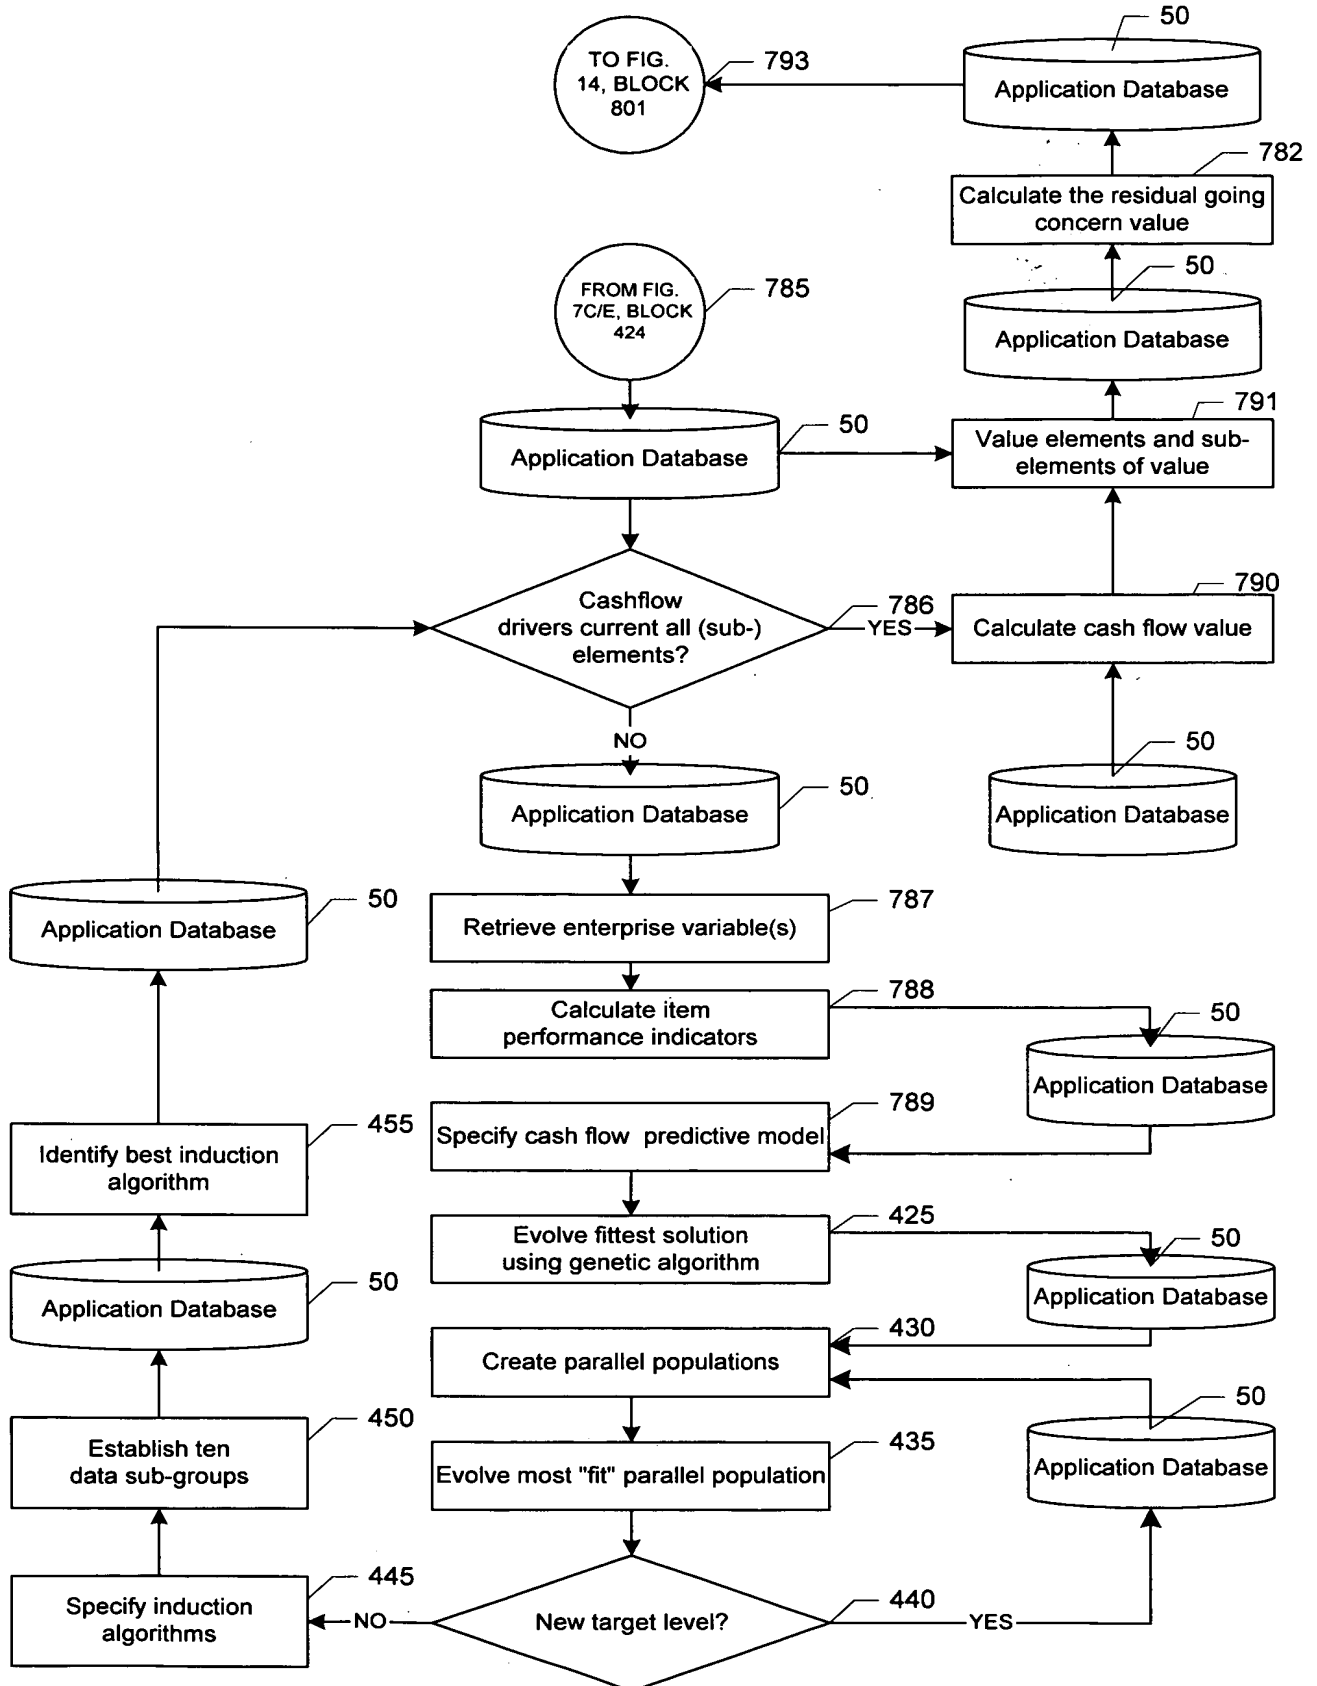 50
TO FIG.
14, BLOCK
801
793
Application Database
782
Calculate the residual going
concern value
FROM FIG.
7C/E, BLOCK
424
785
50
Application Database
791
Value elements and sub-
elements of value
50
Application Database
Cashflow
drivers current all (sub-)
elements?
786
YES
790
Calculate cash flow value
NO
50
Application Database
50
Application Database
50
Application Database
787
Retrieve enterprise variable(s)
788
Calculate item
performance indicators
50
Application Database
789
Specify cash flow predictive model
455
Identify best induction
algorithm
425
Evolve fittest solution
using genetic algorithm
50
Application Database
50
Application Database
430
Create parallel populations
50
Application Database
450
Establish ten
data sub-groups
435
Evolve most "fit" parallel population
445
Specify induction
algorithms
NO
New target level?
440
YES